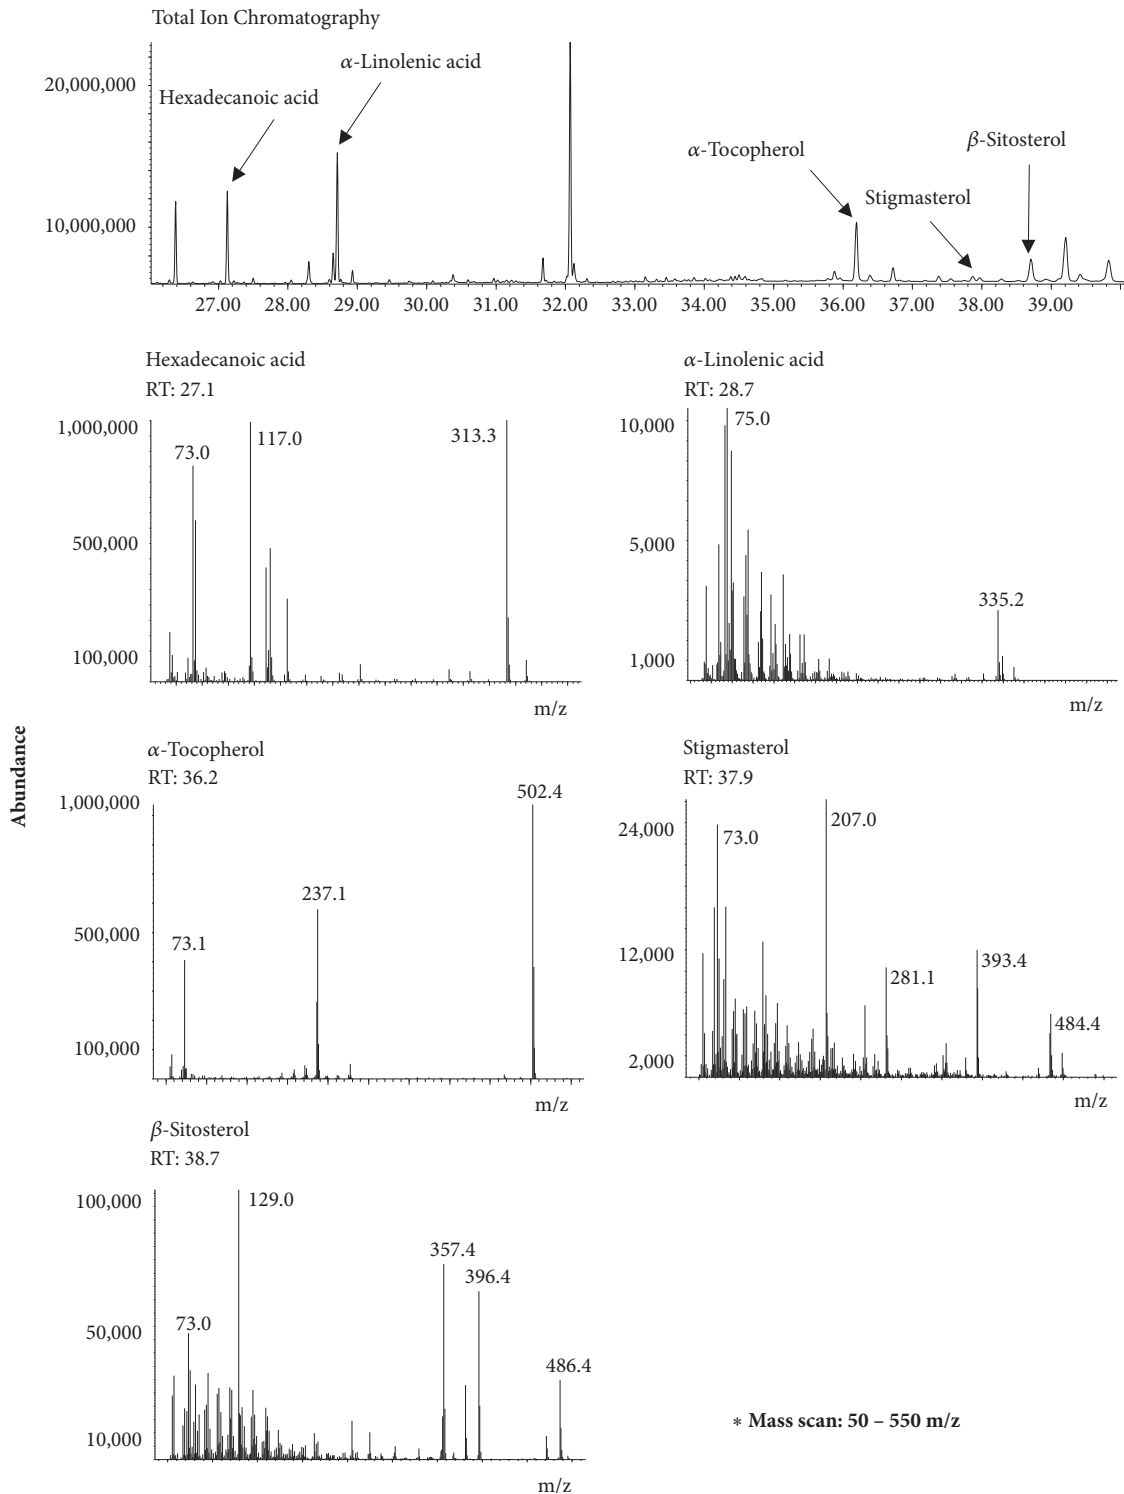 Total Ion Chromatography
α-Linolenic acid
20,000,000
Hexadecanoic acid
β-Sitosterol
α-Tocopherol
Stigmasterol
10,000,000
27.00 28.00 29.00 30.00 31.00 32.00 33.00 34.00 35.00 36.00 37.00 38.00 39.00
Hexadecanoic acid
RT: 27.1
1,000,000
117.0
313.3
73.0
500,000
100,000
m/z
α-Linolenic acid
RT: 28.7
10,000
75.0
5,000
335.2
1,000
m/z
Abundance
α-Tocopherol
RT: 36.2
1,000,000
502.4
237.1
500,000
73.1
100,000
m/z
Stigmasterol
RT: 37.9
207.0
24,000
73.0
12,000
393.4
281.1
484.4
2,000
m/z
β-Sitosterol
RT: 38.7
100,000
129.0
357.4
396.4
73.0
50,000
486.4
10,000
m/z
∗ Mass scan: 50 – 550 m/z